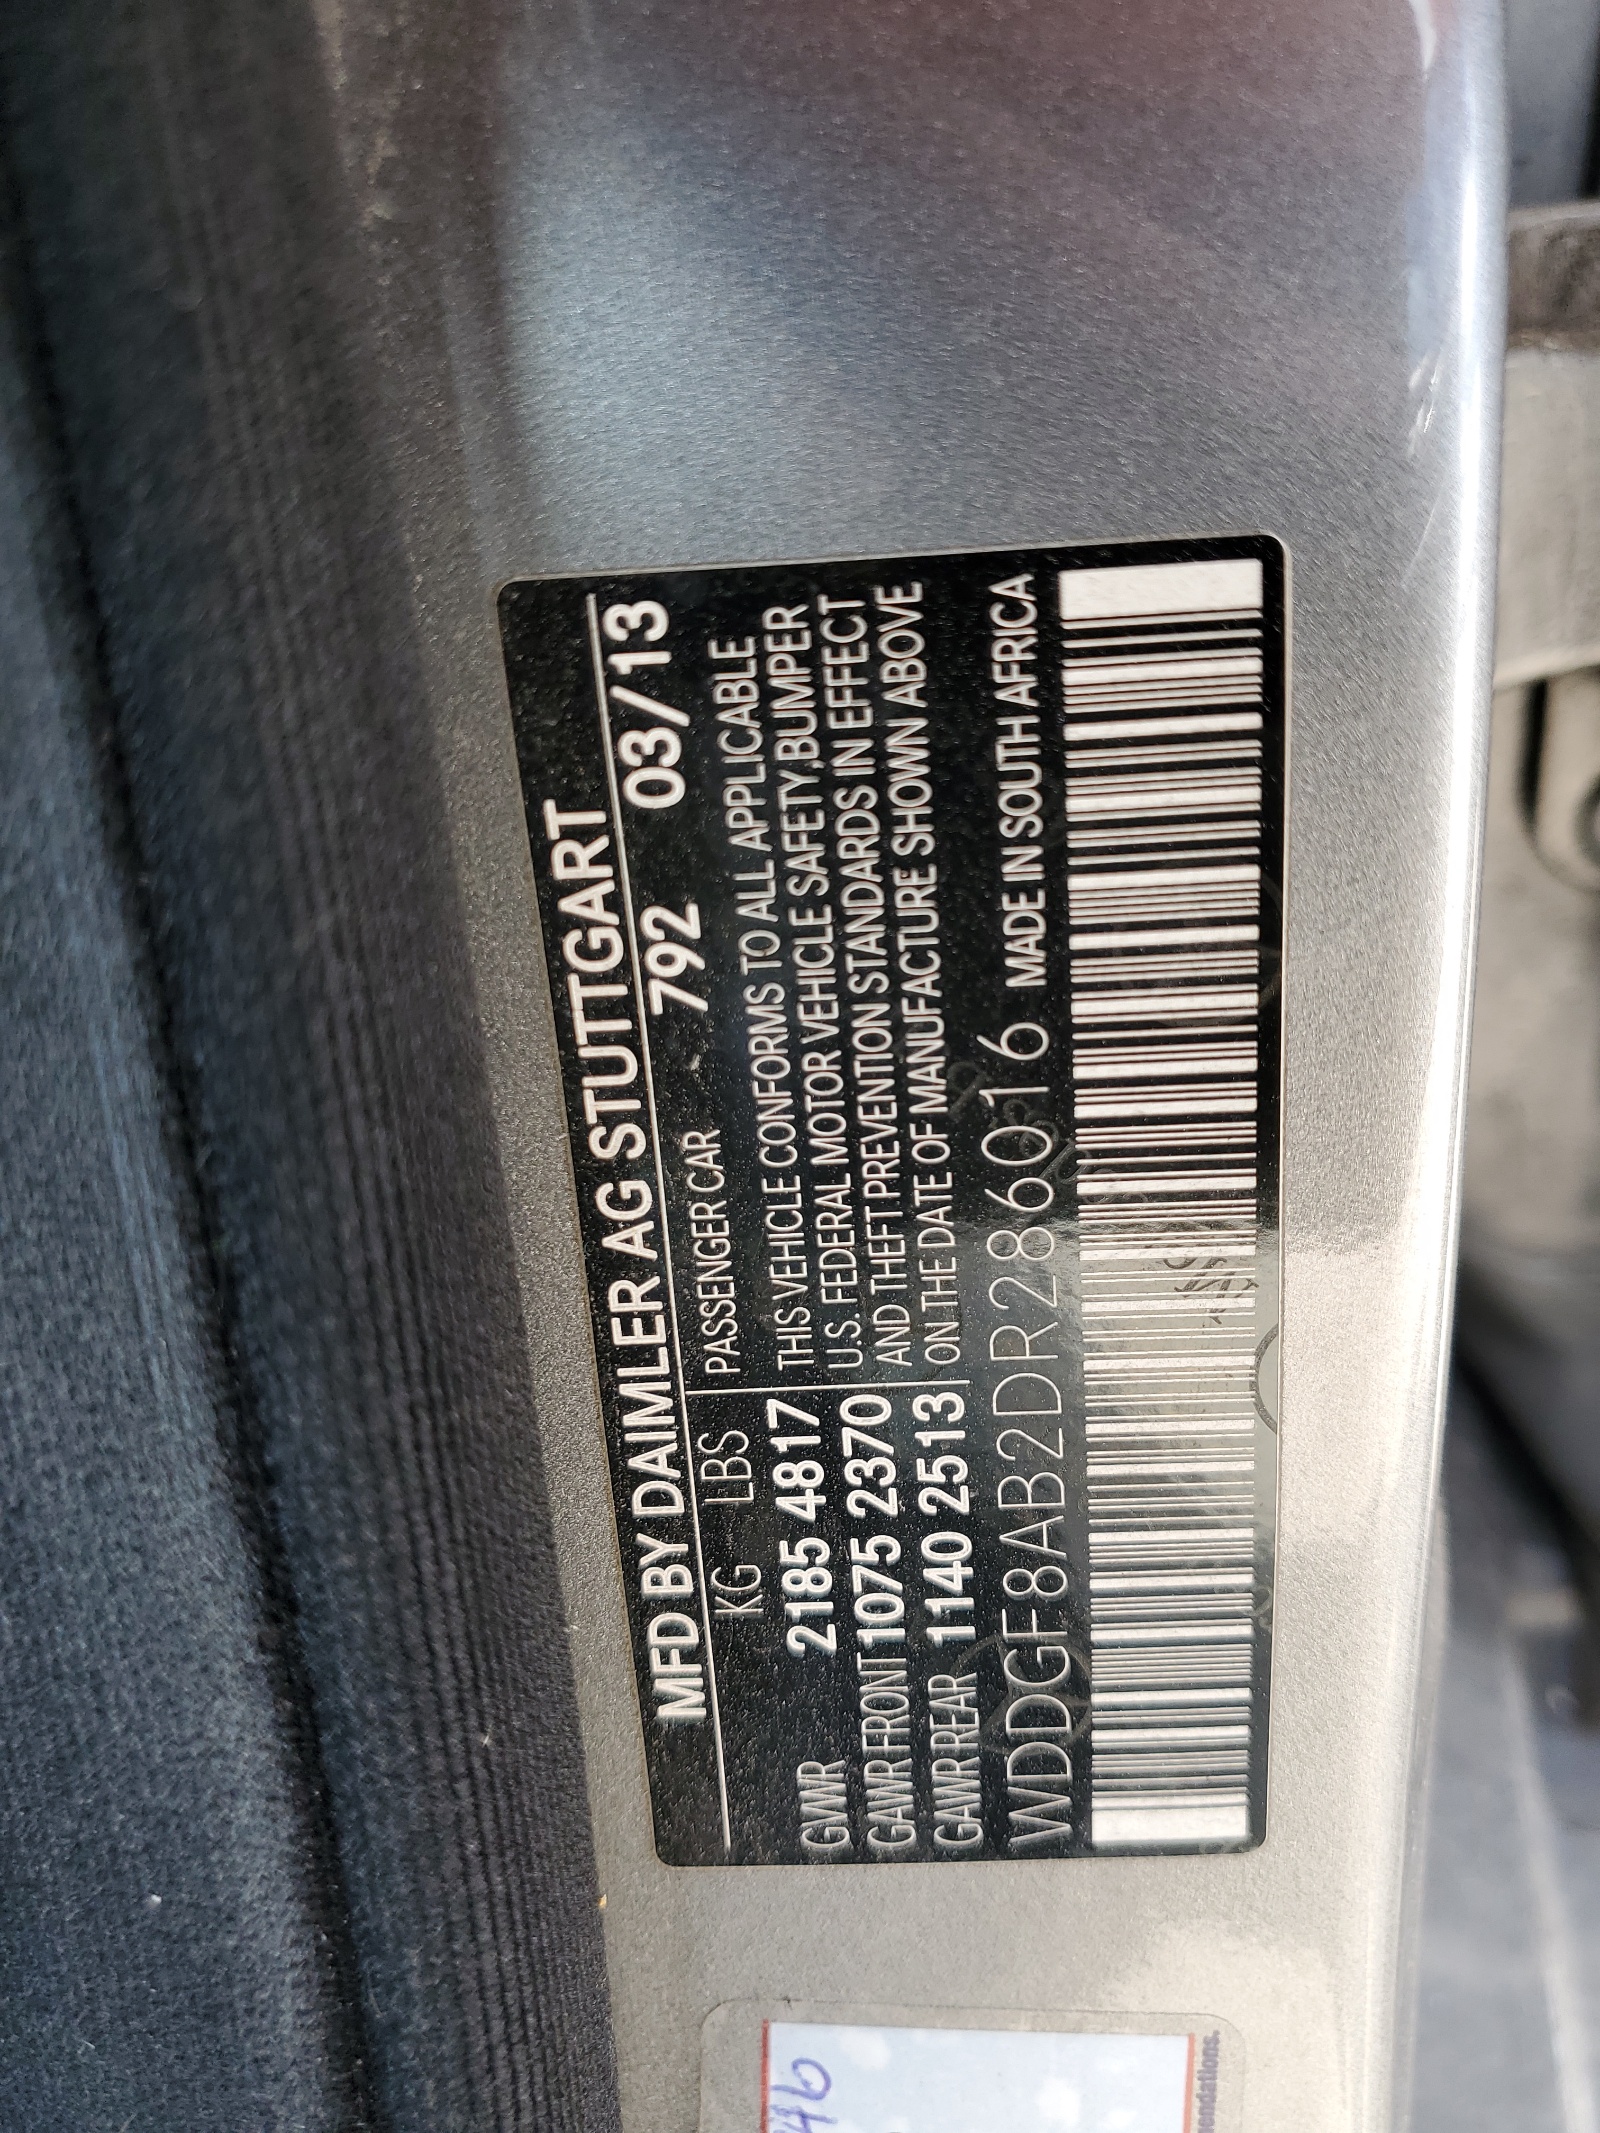 MFD BY DAIMLER AG STUTTGART
KG LBS PASSENGER CAR - 792 03/13
GVWR 2185 4817 THIS VEHICLE CONFORMS TO ALL APPLICABLE
U.S. FEDERAL MOTOR VEHICLE SAFETY,BUMPER
GAWR FRONT 1075 2370 AND THEFT PREVENTION STANDARDS IN EFFECT
GAWR REAR 1140 2513 ON THE DATE OF MANUFACTURE SHOWN ABOVE
WDDGF8AB2DR286016 MADE IN SOUTH AFRICA